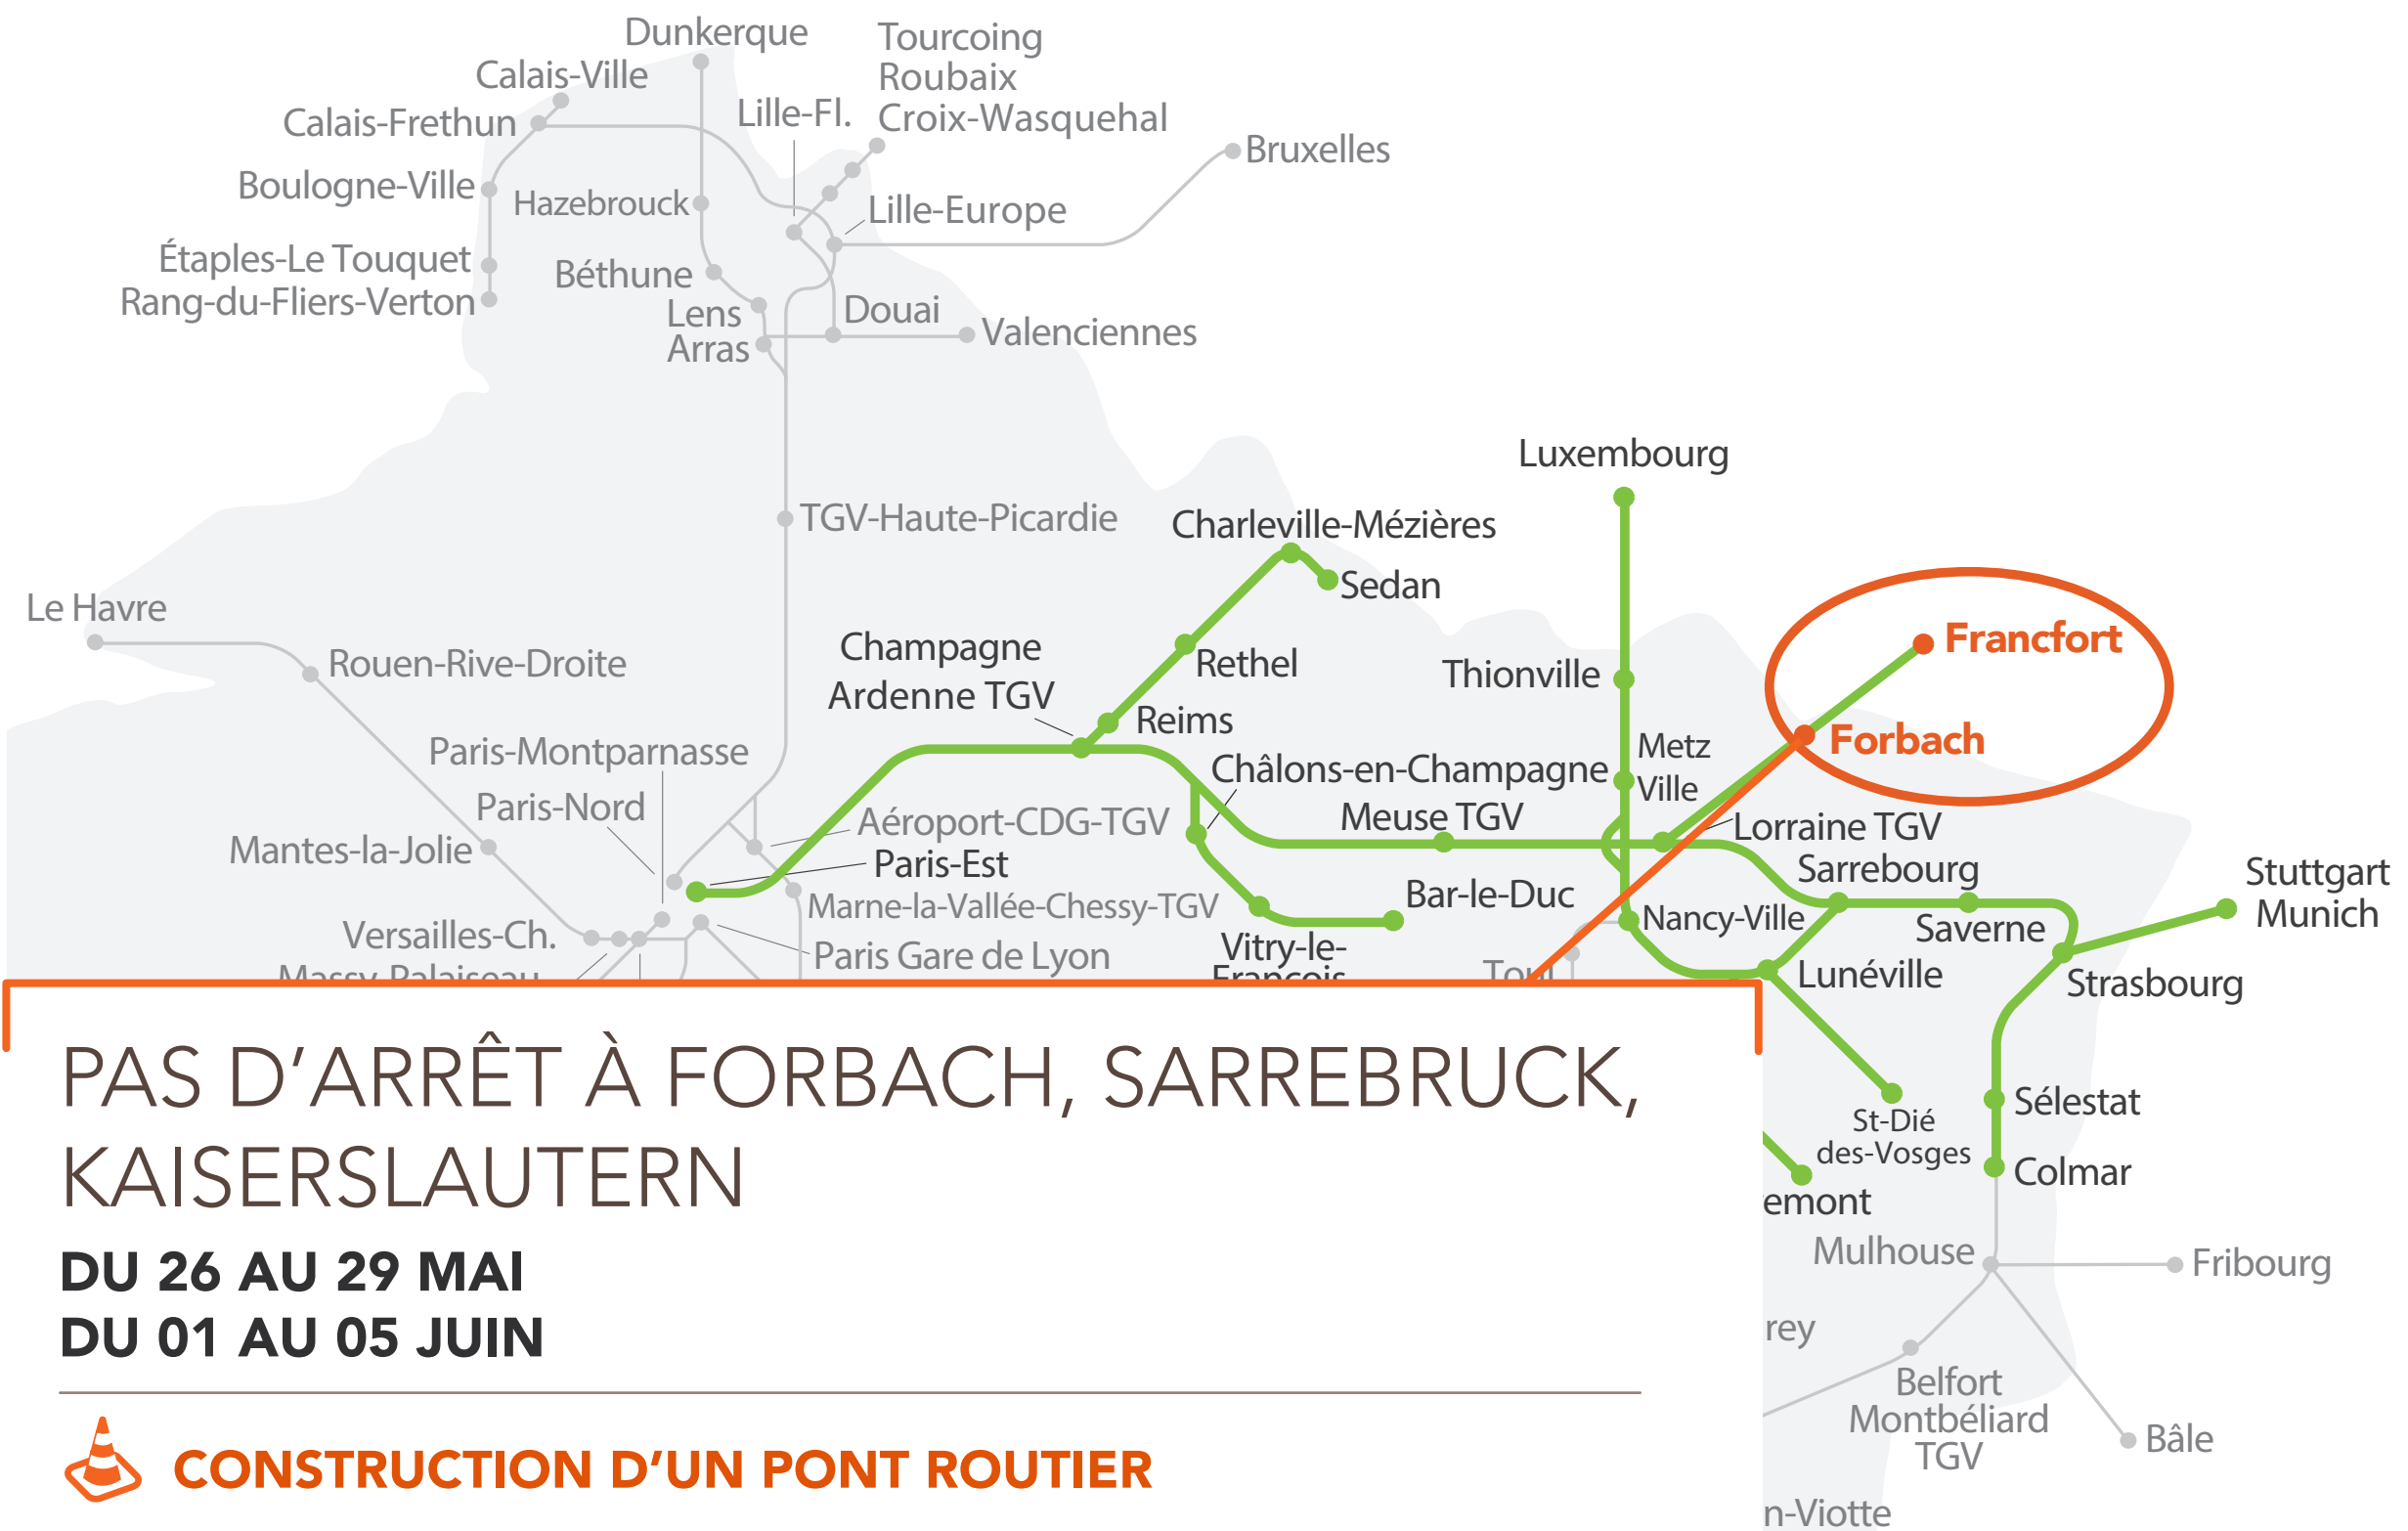 Dunkerque
Tourcoing
Roubaix
Croix-Wasquehal
Calais-Ville
Calais-Frethun
Lille-Fl.
Bruxelles
Boulogne-Ville
Hazebrouck
Lille-Europe
Étaples-Le Touquet
Rang-du-Fliers-Verton
Béthune
Lens
Arras
Douai
Valenciennes
Luxembourg
TGV-Haute-Picardie
Charleville-Mézières
Sedan
Le Havre
Rouen-Rive-Droite
Champagne
Ardenne TGV
Rethel
Reims
Thionville
Francfort
Forbach
Metz
Ville
Paris-Montparnasse
Paris-Nord
Châlons-en-Champagne
Meuse TGV
Lorraine TGV
Mantes-la-Jolie
Aéroport-CDG-TGV
Paris-Est
Marne-la-Vallée-Chessy-TGV
Bar-le-Duc
Sarrebourg
Stuttgart
Munich
Versailles-Ch.
Massy-Palaiseau
Paris Gare de Lyon
Vitry-le-
François
Nancy-Ville
Toul
Saverne
Lunéville
Strasbourg
PAS D’ARRÊT À FORBACH, SARREBRUCK,
KAISERSLAUTERN
DU 26 AU 29 MAI
DU 01 AU 05 JUIN
CONSTRUCTION D’UN PONT ROUTIER
St-Dié
des-Vosges
Sélestat
Colmar
emont
Mulhouse
Fribourg
rey
Belfort
Montbéliard
TGV
Bâle
n-Viotte